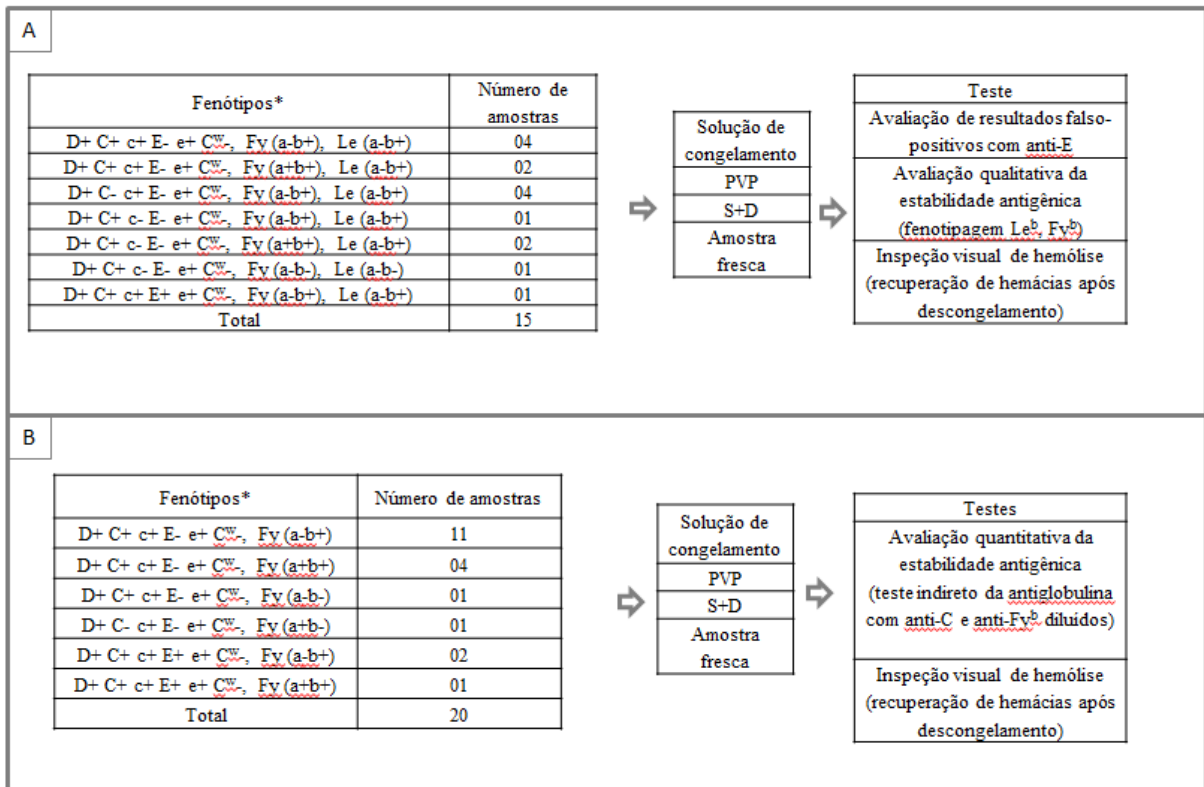 A
Fenótipos*
Número de
amostras
D+ C+ c+ E- e+ Cʷ-, Fy (a-b+), Le (a-b+)
04
D+ C+ c+ E- e+ Cʷ-, Fy (a+b+), Le (a-b+)
02
D+ C- c+ E- e+ Cʷ-, Fy (a-b+), Le (a-b+)
04
D+ C+ c- E- e+ Cʷ-, Fy (a-b+), Le (a-b+)
01
D+ C+ c- E- e+ Cʷ-, Fy (a+b+), Le (a-b+)
02
D+ C+ c- E- e+ Cʷ-, Fy (a-b-), Le (a-b-)
01
D+ C+ c+ E+ e+ Cʷ-, Fy (a-b+), Le (a-b+)
01
Total
15
Solução de
congelamento
PVP
S+D
Amostra
fresca
Teste
Avaliação de resultados falso-
positivos com anti-E
Avaliação qualitativa da
estabilidade antigênica
(fenotipagem Leᵇ, Fyᵇ)
Inspeção visual de hemólise
(recuperação de hemácias após
descongelamento)
B
Fenótipos*
Número de amostras
D+ C+ c+ E- e+ Cʷ-, Fy (a-b+)
11
D+ C+ c+ E- e+ Cʷ-, Fy (a+b+)
04
D+ C+ c+ E- e+ Cʷ-, Fy (a-b-)
01
D+ C- c+ E- e+ Cʷ-, Fy (a+b-)
01
D+ C+ c+ E+ e+ Cʷ-, Fy (a-b+)
02
D+ C+ c+ E+ e+ Cʷ-, Fy (a+b+)
01
Total
20
Solução de
congelamento
PVP
S+D
Amostra
fresca
Testes
Avaliação quantitativa da
estabilidade antigênica
(teste indireto da antiglobulina
com anti-C e anti-Fyᵇ diluídos)
Inspeção visual de hemólise
(recuperação de hemácias após
descongelamento)